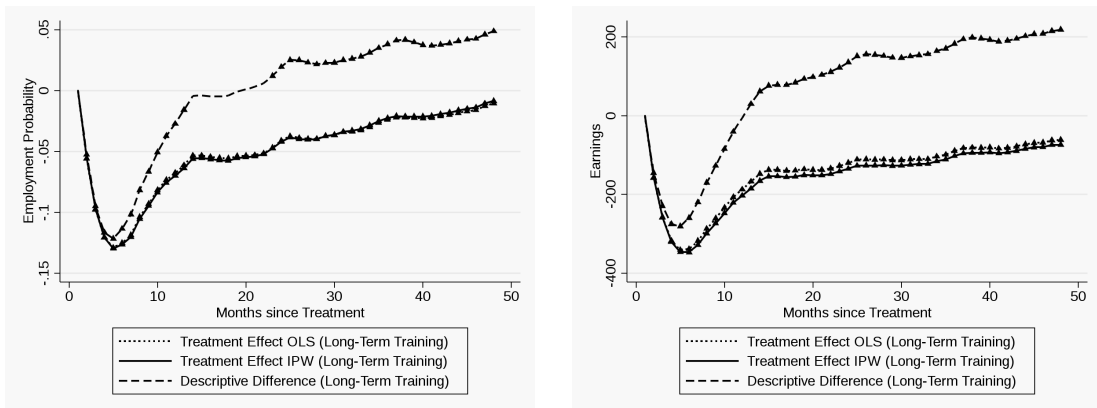 Employment Probability
.05
0
-.05
-.1
-.15
0 10 20 30 40 50
Months since Treatment
Treatment Effect OLS (Long-Term Training)
Treatment Effect IPW (Long-Term Training)
Descriptive Difference (Long-Term Training)
Earnings
200
0
-200
-400
0 10 20 30 40 50
Months since Treatment
Treatment Effect OLS (Long-Term Training)
Treatment Effect IPW (Long-Term Training)
Descriptive Difference (Long-Term Training)